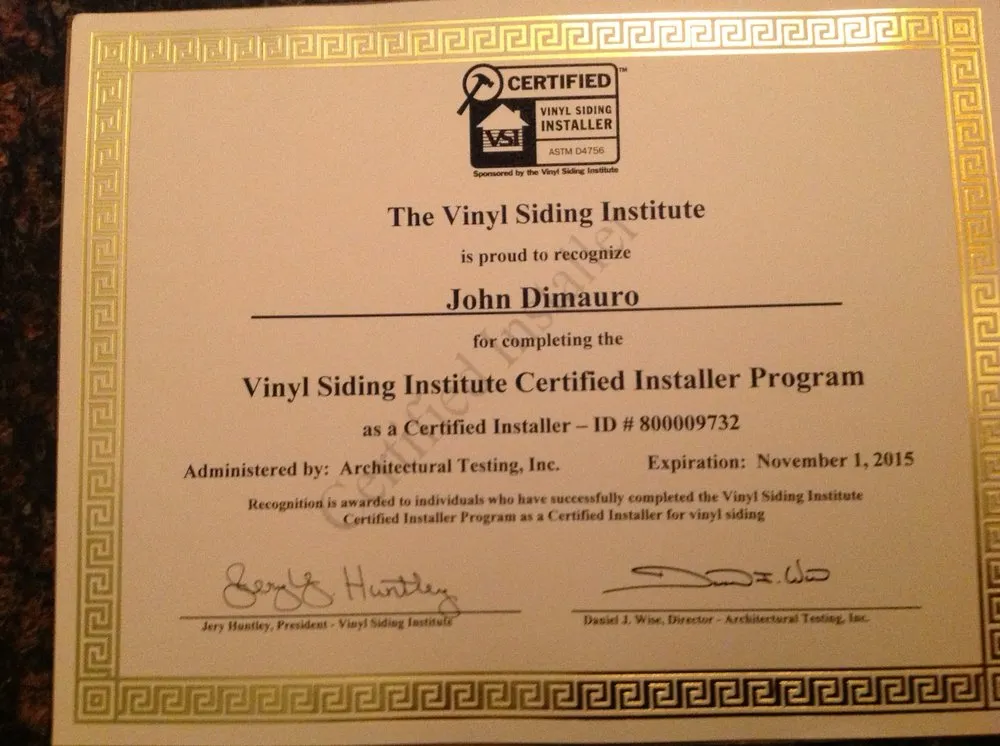 CERTIFIED™
VSI
VINYL SIDING
INSTALLER
ASTM D4756
Sponsored by the Vinyl Siding Institute
The Vinyl Siding Institute
is proud to recognize
John Dimauro
for completing the
Vinyl Siding Institute Certified Installer Program
as a Certified Installer – ID # 800009732
Administered by: Architectural Testing, Inc. Expiration: November 1, 2015
Recognition is awarded to individuals who have successfully completed the Vinyl Siding Institute
Certified Installer Program as a Certified Installer for vinyl siding
Certified Installer
Jery Y Huntley
Jery Huntley, President - Vinyl Siding Institute
Daniel J. Wise, Director - Architectural Testing, Inc.